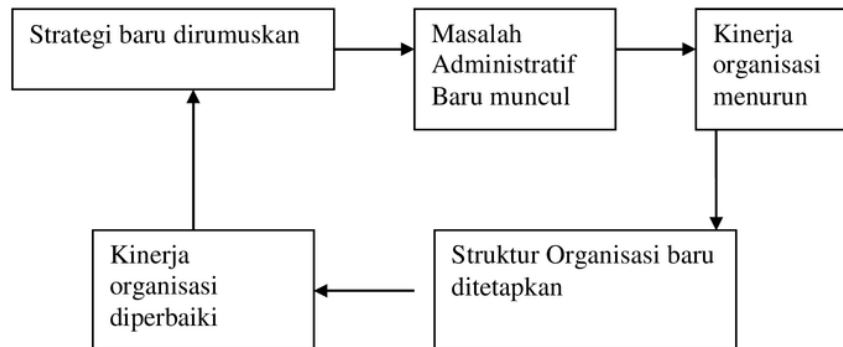 Strategi baru dirumuskan
Masalah
Administratif
Baru muncul
Kinerja
organisasi
menurun
Struktur Organisasi baru
ditetapkan
Kinerja
organisasi
diperbaiki